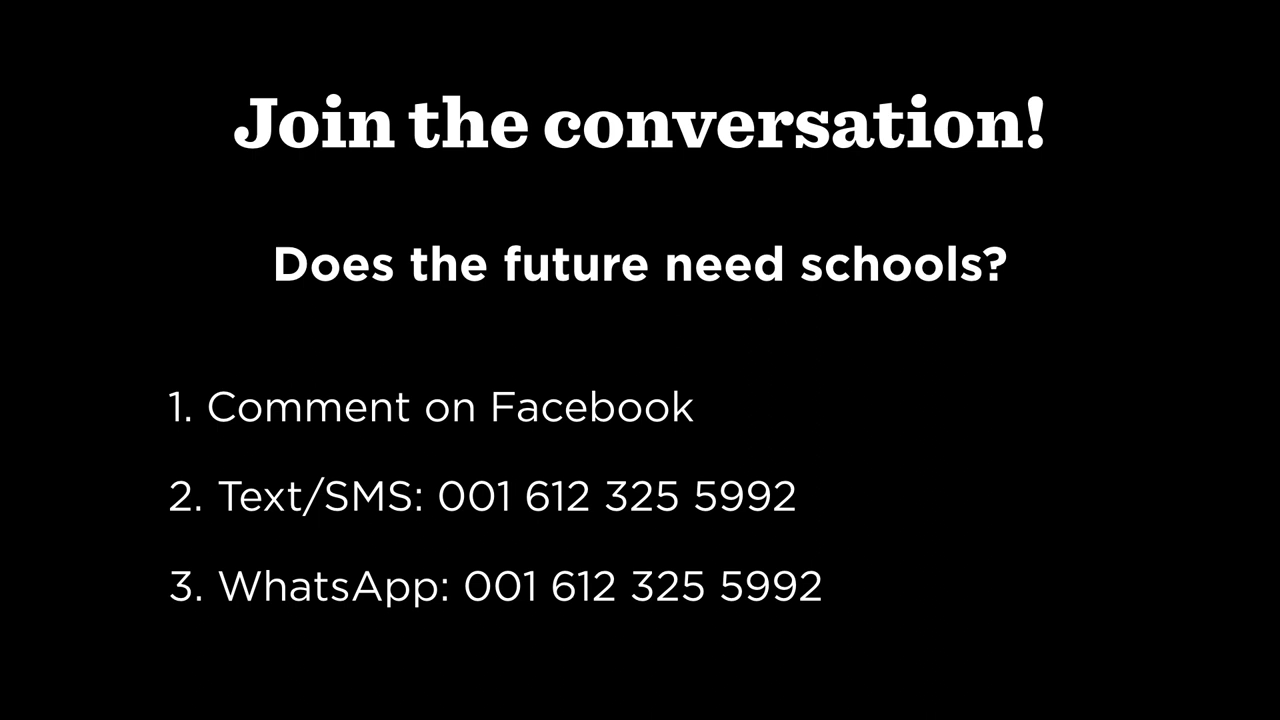 Join the conversation!
Does the future need schools?
1. Comment on Facebook
2. Text/SMS: 001 612 325 5992
3. WhatsApp: 001 612 325 5992